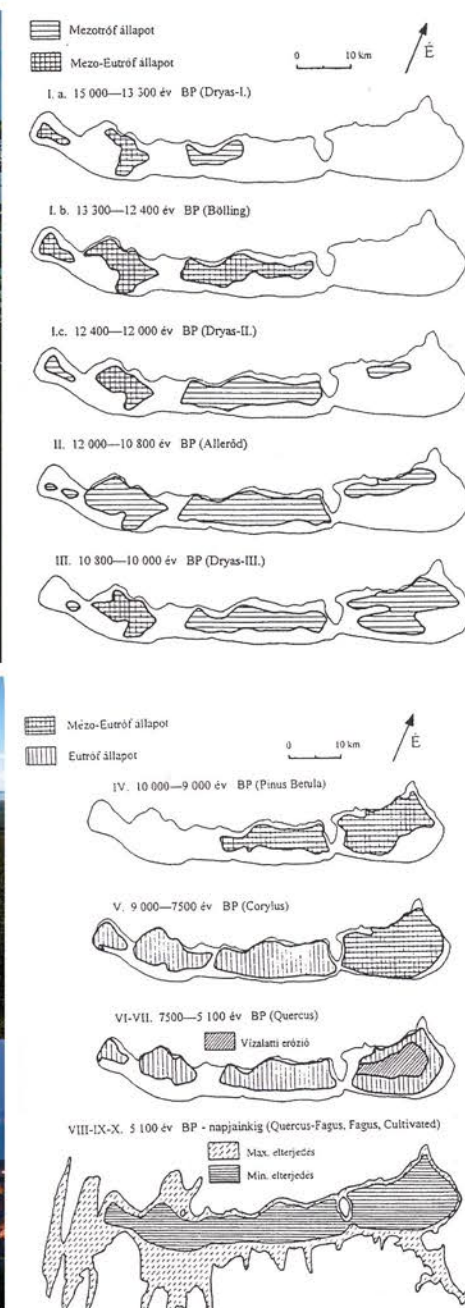 Mezotróf állapot
Mezo-Eutróf állapot
0 10 km
É
I. a. 15 000—13 300 év BP (Dryas-I.)
I. b. 13 300—12 400 év BP (Bölling)
I.c. 12 400—12 000 év BP (Dryas-II.)
II. 12 000—10 800 év BP (Alleröd)
III. 10 800—10 000 év BP (Dryas-III.)
Mezo-Eutróf állapot
Eutróf állapot
0 10 km
É
IV. 10 000—9 000 év BP (Pinus Betula)
V. 9 000—7500 év BP (Corylus)
VI-VII. 7500—5 100 év BP (Quercus)
Vízalatti erózió
VIII-IX-X. 5 100 év BP - napjainkig (Quercus-Fagus, Fagus, Cultivated)
Max. elterjedés
Min. elterjedés